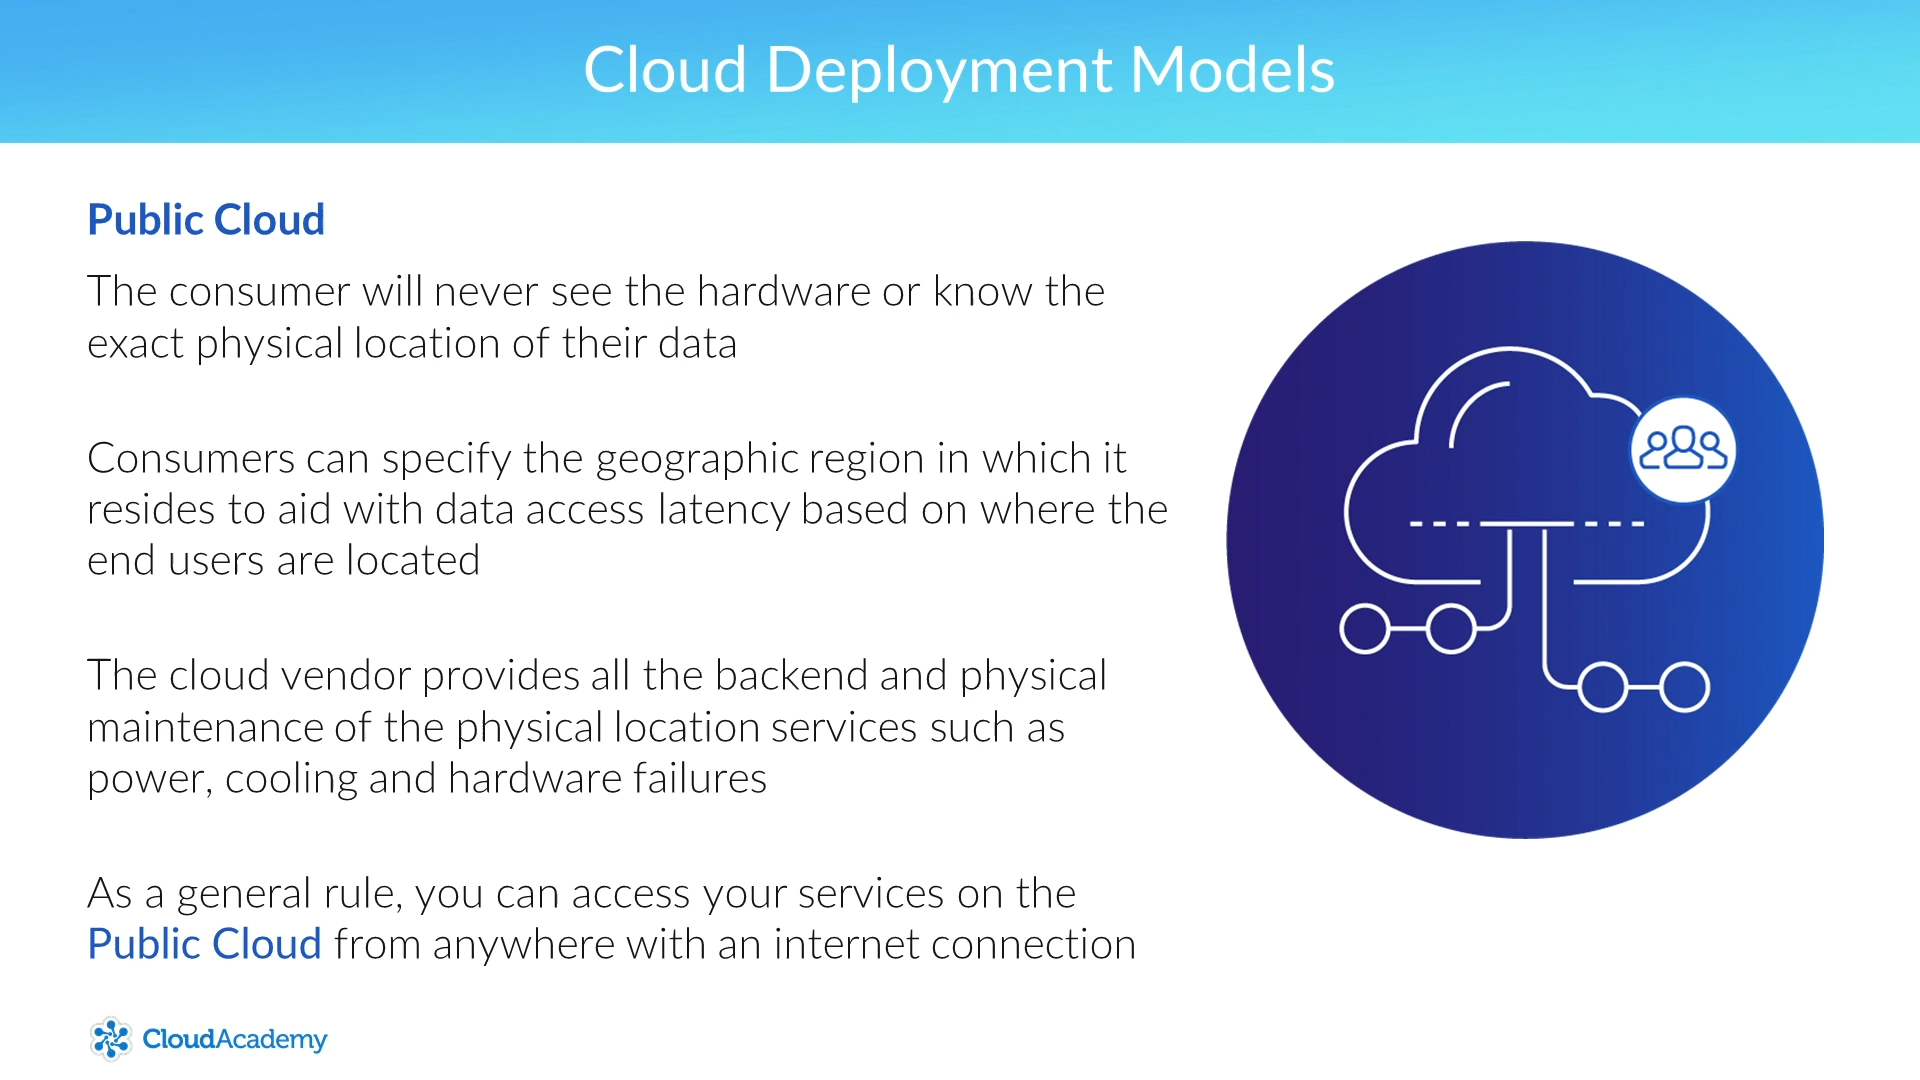 Cloud Deployment Models
Public Cloud
The consumer will never see the hardware or know the
exact physical location of their data
Consumers can specify the geographic region in which it
resides to aid with data access latency based on where the
end users are located
The cloud vendor provides all the backend and physical
maintenance of the physical location services such as
power, cooling and hardware failures
As a general rule, you can access your services on the
Public Cloud from anywhere with an internet connection
CloudAcademy